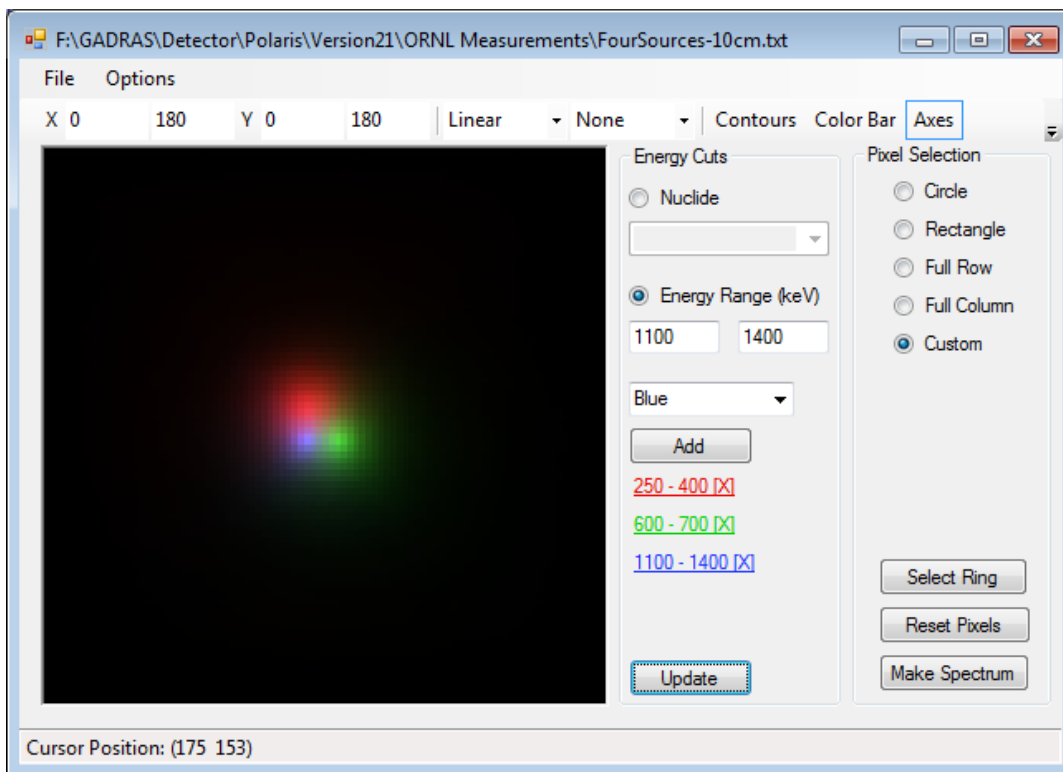 F:\GADRAS\Detector\Polaris\Version21\ORNL Measurements\FourSources-10cm.txt
File Options
X 0 180 Y 0 180 Linear None Contours Color Bar Axes
Energy Cuts
Nuclide
Energy Range (keV)
1100 1400
Blue
Add
250 - 400 [X]
600 - 700 [X]
1100 - 1400 [X]
Update
Pixel Selection
Circle
Rectangle
Full Row
Full Column
Custom
Select Ring
Reset Pixels
Make Spectrum
Cursor Position: (175 153)